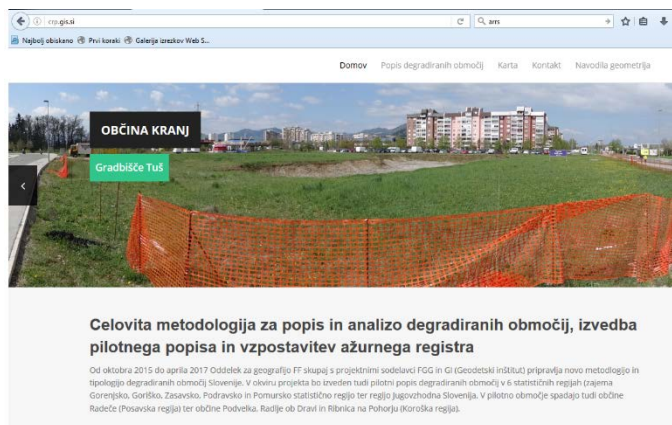 crp.gis.si
arrs
Najbolj obiskano Prvi koraki Galerija izrezkov Web S...
Domov Popis degradiranih območij Karta Kontakt Navodila geometrija
OBČINA KRANJ
Gradbišče Tuš
Celovita metodologija za popis in analizo degradiranih območij, izvedba
pilotnega popisa in vzpostavitev ažurnega registra
Od oktobra 2015 do aprila 2017 Oddelek za geografijo FF skupaj s projektnimi sodelavci FGG in GI (Geodetski inštitut) pripravlja novo metodlogijo in
tipologijo degradiranih območij Slovenije. V okviru projekta bo izveden tudi pilotni popis degradiranih območij v 6 statističnih regijah (zajema
Gorenjsko, Goriško, Zasavsko, Podravsko in Pomursko statistično regijo ter regijo Jugovzhodna Slovenija. V pilotno območje spadajo tudi občine
Radeče (Posavska regija) ter občine Podvelka, Radlje ob Dravi in Ribnica na Pohorju (Koroška regija).